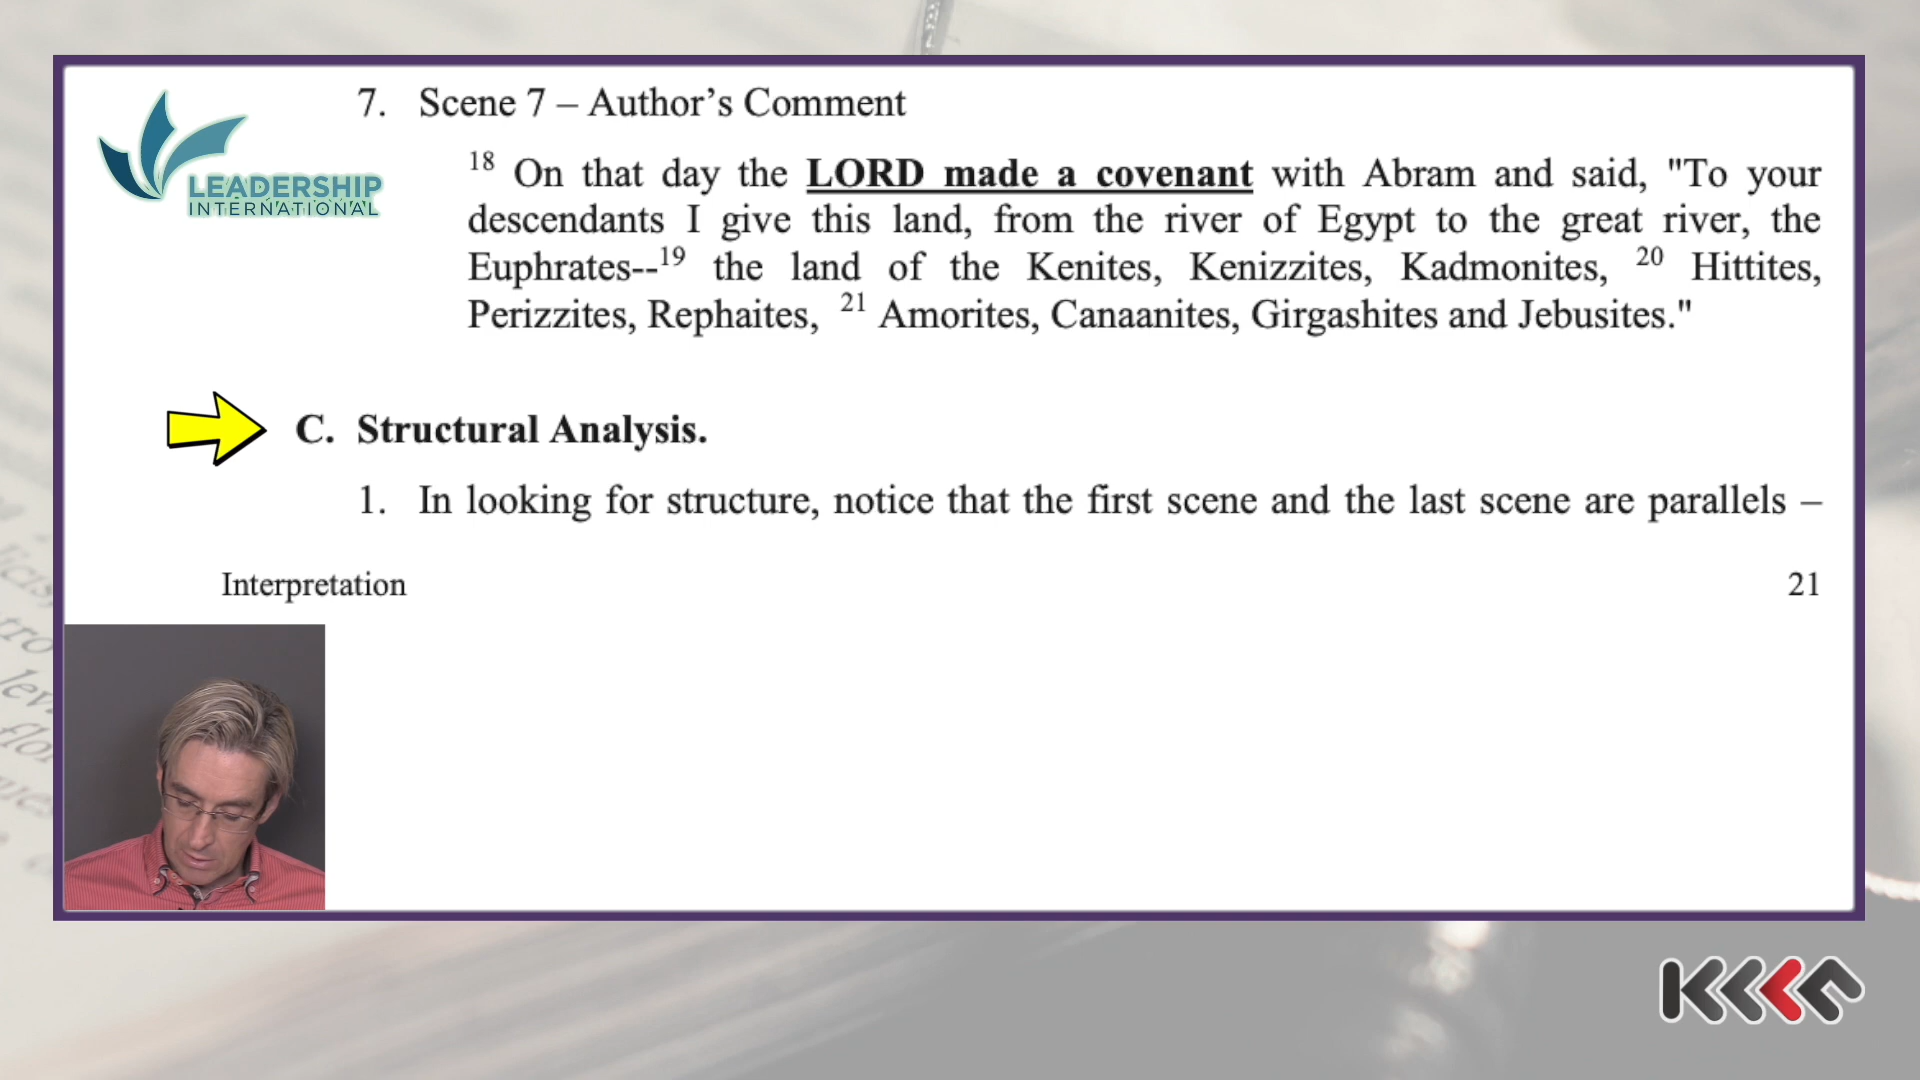 7. Scene 7 – Author’s Comment
18 On that day the LORD made a covenant with Abram and said, "To your
descendants I give this land, from the river of Egypt to the great river, the
Euphrates--19 the land of the Kenites, Kenizzites, Kadmonites, 20 Hittites,
Perizzites, Rephaites, 21 Amorites, Canaanites, Girgashites and Jebusites."
LEADERSHIP
INTERNATIONAL
C. Structural Analysis.
1. In looking for structure, notice that the first scene and the last scene are parallels –
Interpretation 21